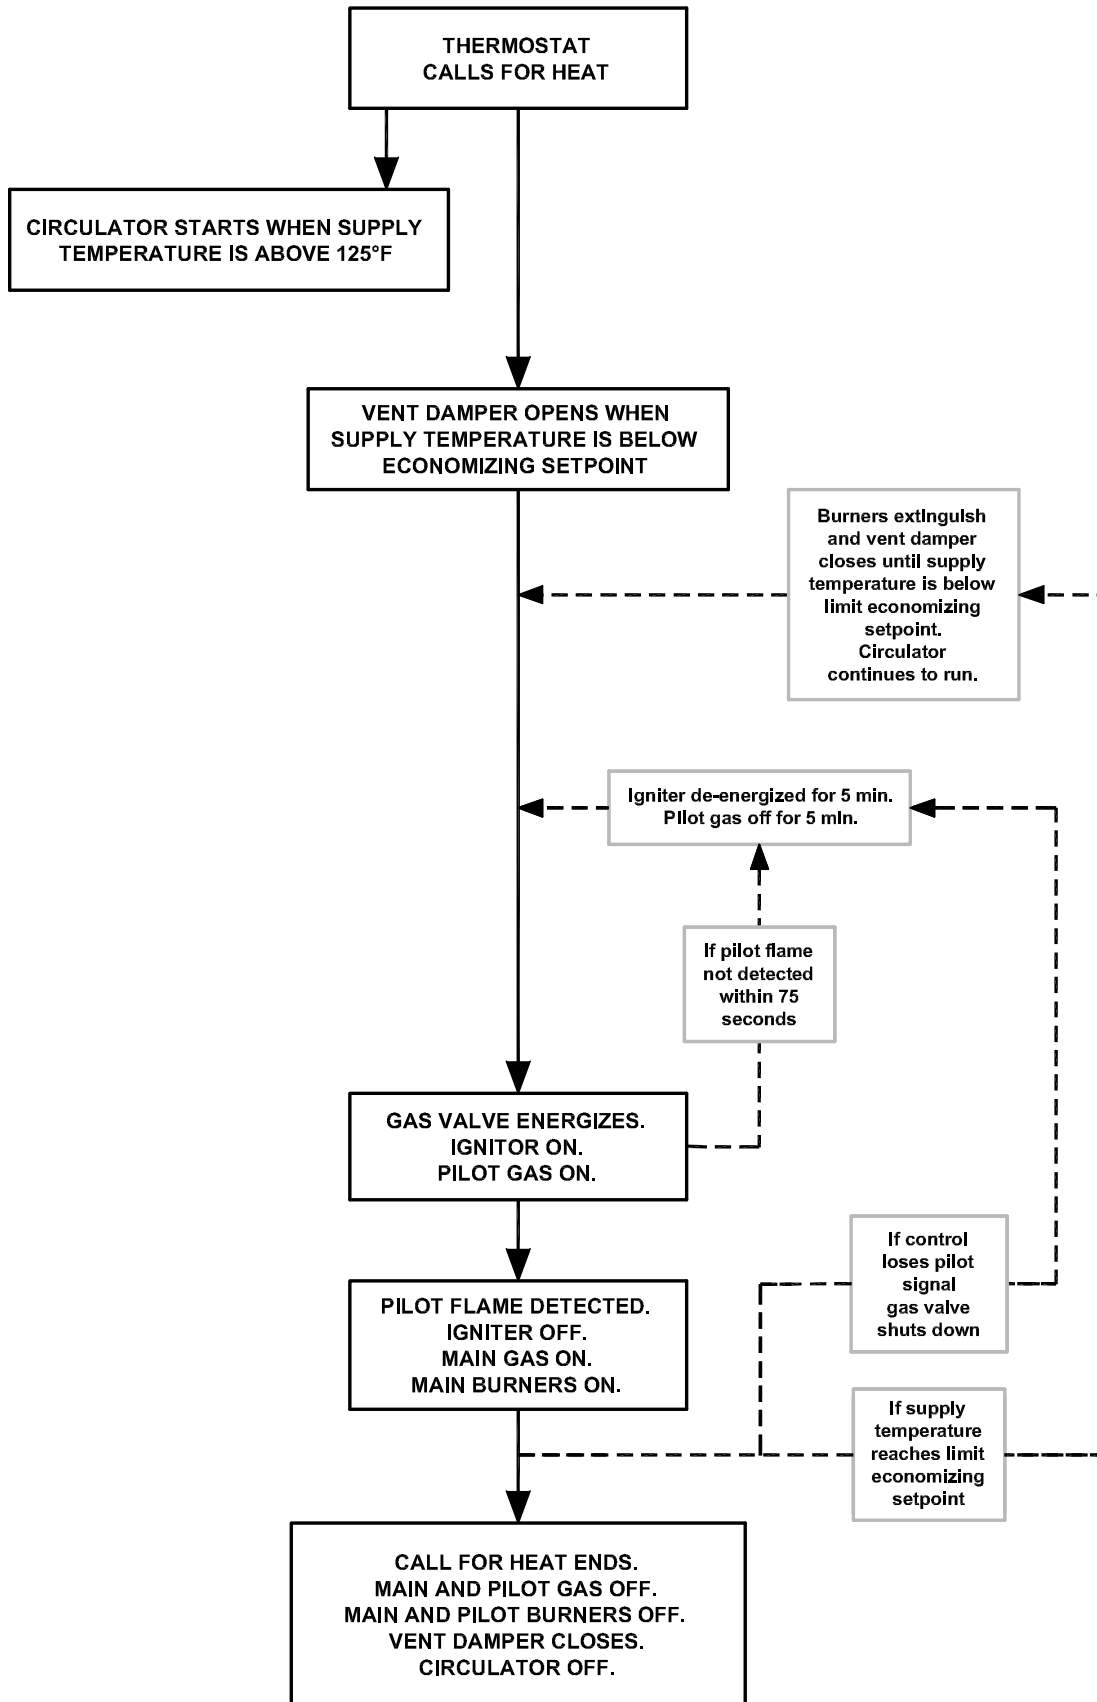 THERMOSTAT
CALLS FOR HEAT
CIRCULATOR STARTS WHEN SUPPLY
TEMPERATURE IS ABOVE 125°F
VENT DAMPER OPENS WHEN
SUPPLY TEMPERATURE IS BELOW
ECONOMIZING SETPOINT
Burners extinguish
and vent damper
closes until supply
temperature is below
limit economizing
setpoint.
Circulator
continues to run.
Igniter de-energized for 5 min.
Pilot gas off for 5 min.
If pilot flame
not detected
within 75
seconds
GAS VALVE ENERGIZES.
IGNITOR ON.
PILOT GAS ON.
If control
loses pilot
signal
gas valve
shuts down
PILOT FLAME DETECTED.
IGNITER OFF.
MAIN GAS ON.
MAIN BURNERS ON.
If supply
temperature
reaches limit
economizing
setpoint
CALL FOR HEAT ENDS.
MAIN AND PILOT GAS OFF.
MAIN AND PILOT BURNERS OFF.
VENT DAMPER CLOSES.
CIRCULATOR OFF.